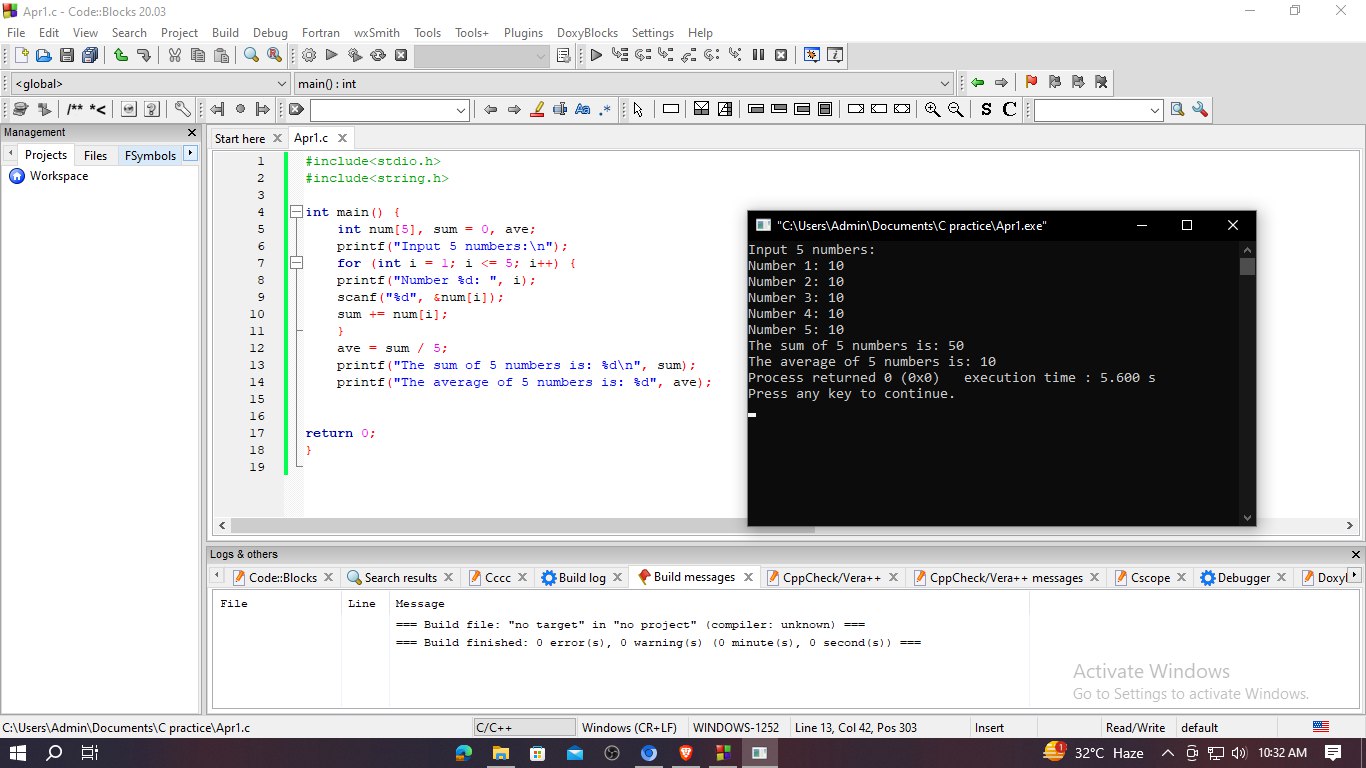 Apr1.c - Code::Blocks 20.03
File Edit View Search Project Build Debug Fortran wxSmith Tools Tools+ Plugins DoxyBlocks Settings Help
<global>
main() : int
/** *<
Aa .*
S C
Management
Projects Files FSymbols
Workspace
Start here Apr1.c
1 #include<stdio.h>
2 #include<string.h>
3
4 int main() {
5 int num[5], sum = 0, ave;
6 printf("Input 5 numbers:\n");
7 for (int i = 1; i <= 5; i++) {
8 printf("Number %d: ", i);
9 scanf("%d", &num[i]);
10 sum += num[i];
11 }
12 ave = sum / 5;
13 printf("The sum of 5 numbers is: %d\n", sum);
14 printf("The average of 5 numbers is: %d", ave);
15
16
17 return 0;
18 }
19
"C:\Users\Admin\Documents\C practice\Apr1.exe"
Input 5 numbers:
Number 1: 10
Number 2: 10
Number 3: 10
Number 4: 10
Number 5: 10
The sum of 5 numbers is: 50
The average of 5 numbers is: 10
Process returned 0 (0x0) execution time : 5.600 s
Press any key to continue.
Logs & others
Code::Blocks Search results Cccc Build log Build messages CppCheck/Vera++ CppCheck/Vera++ messages Cscope Debugger Doxyl
File Line Message
=== Build file: "no target" in "no project" (compiler: unknown) ===
=== Build finished: 0 error(s), 0 warning(s) (0 minute(s), 0 second(s)) ===
Activate Windows
Go to Settings to activate Windows.
C:\Users\Admin\Documents\C practice\Apr1.c C/C++ Windows (CR+LF) WINDOWS-1252 Line 13, Col 42, Pos 303 Insert Read/Write default
1 32°C Haze 10:32 AM